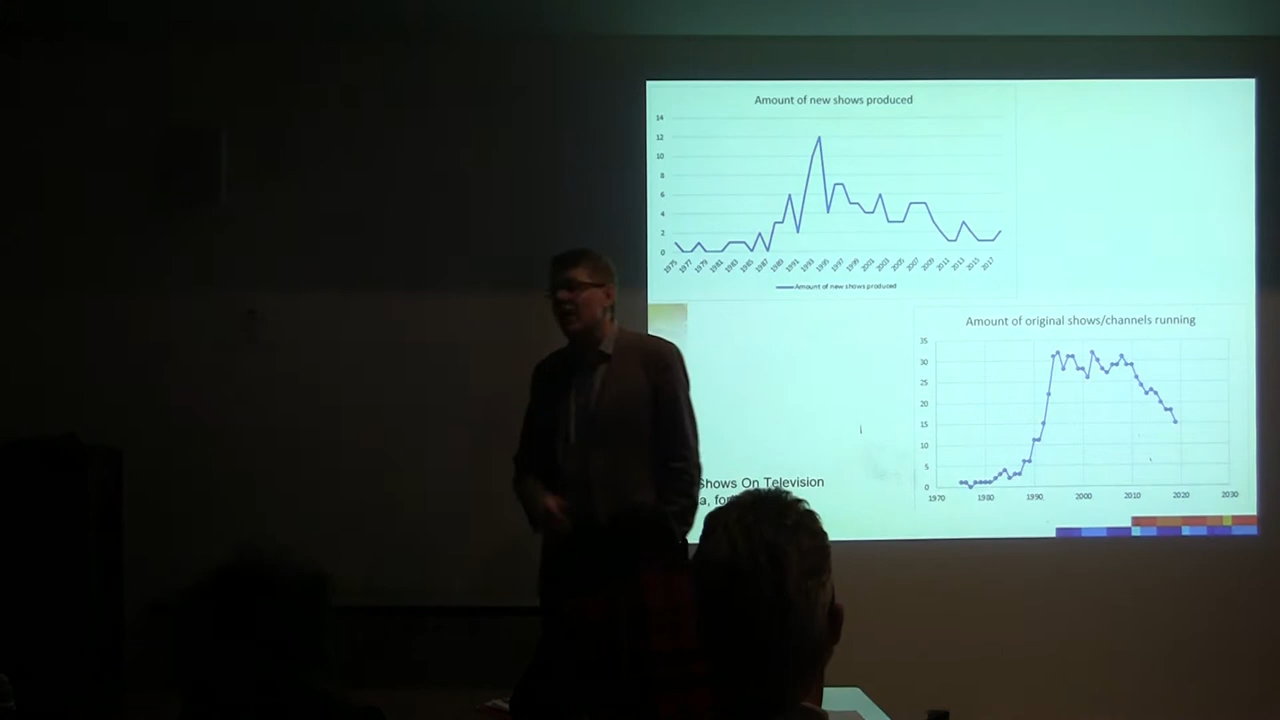 Amount of new shows produced
14
12
10
8
6
4
2
0
1975 1977 1979 1981 1983 1985 1987 1989 1991 1993 1995 1997 1999 2001 2003 2005 2007 2009 2011 2013 2015 2017
Amount of new shows produced
Amount of original shows/channels running
35
30
25
20
15
10
5
0
1970 1980 1990 2000 2010 2020 2030
Shows On Television